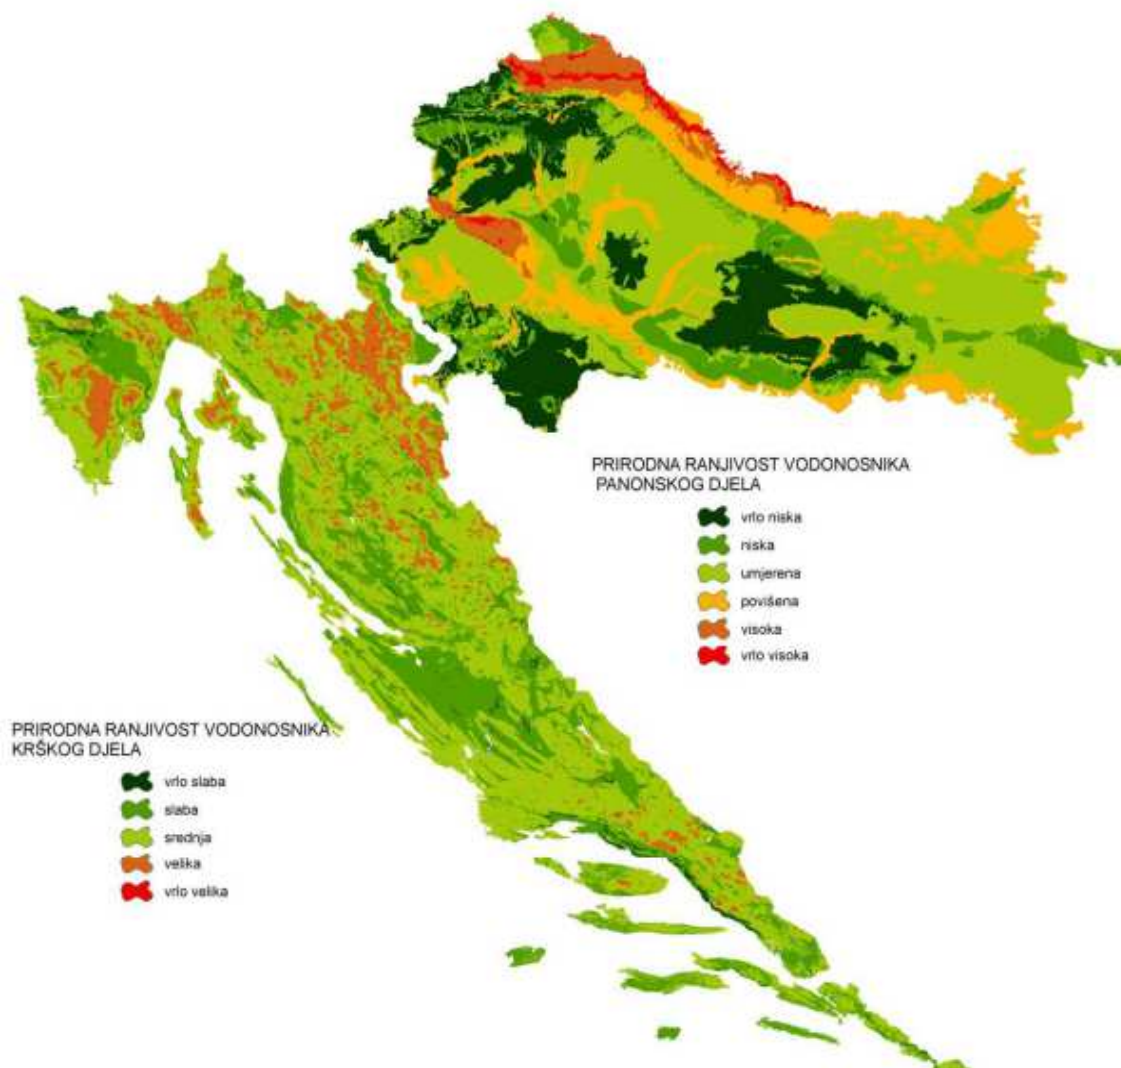 PRIRODNA RANJIVOST VODONOSNIKA
PANONSKOG DJELA
vrlo niska
niska
umjerena
povišena
visoka
vrlo visoka
PRIRODNA RANJIVOST VODONOSNIKA
KRŠKOG DJELA
vrlo slaba
slaba
srednja
velika
vrlo velika